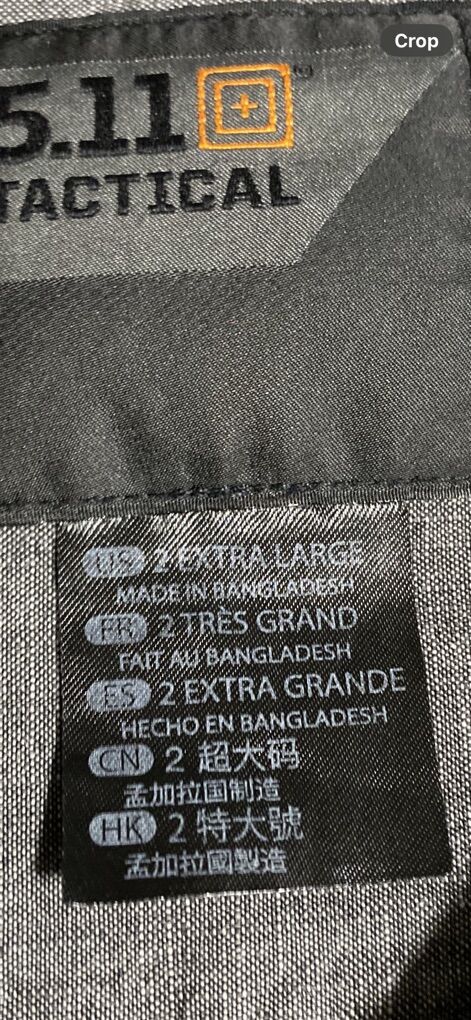 Crop
5.11
TACTICAL
US 2 EXTRA LARGE
MADE IN BANGLADESH
FR 2 TRÈS GRAND
FAIT AU BANGLADESH
ES 2 EXTRA GRANDE
HECHO EN BANGLADESH
CN 2 超大码
孟加拉国制造
HK 2 特大號
孟加拉國製造